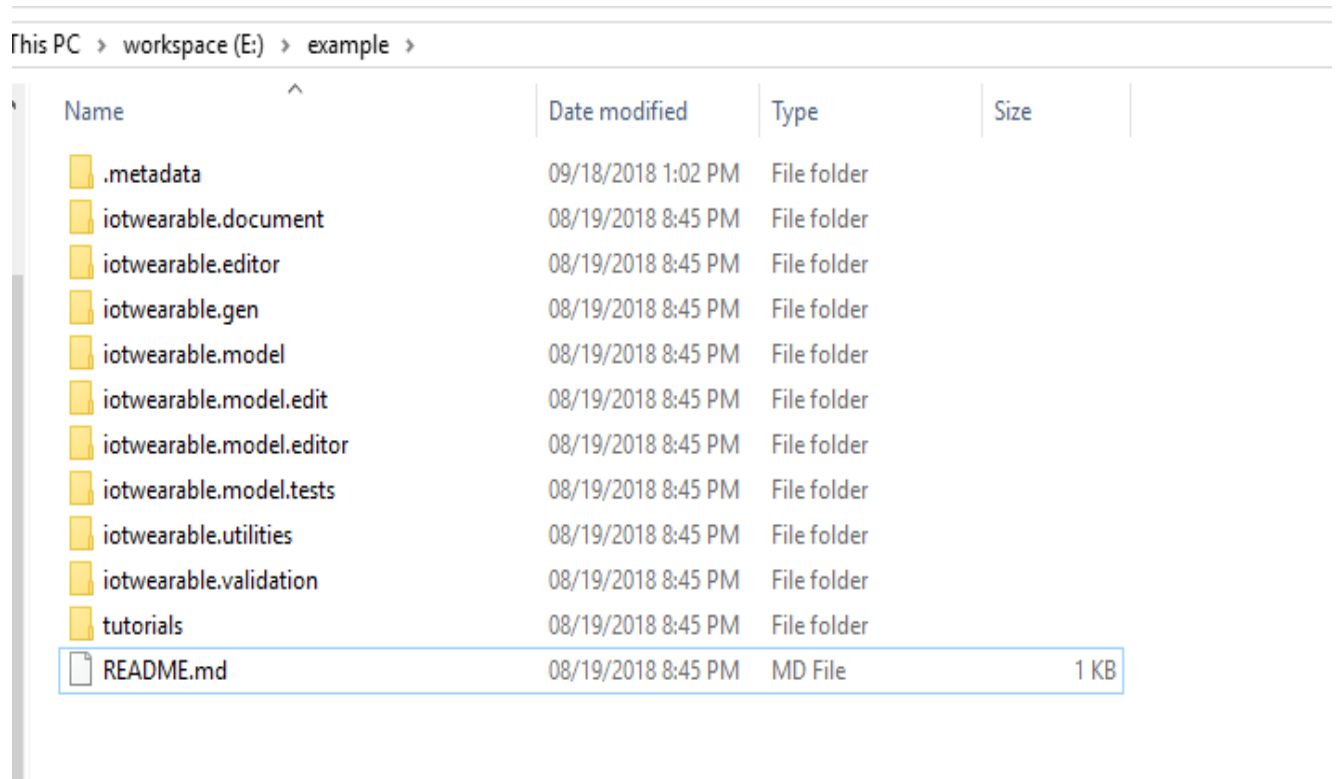 This PC > workspace (E:) > example >
Name Date modified Type Size
.metadata 09/18/2018 1:02 PM File folder
iotwearable.document 08/19/2018 8:45 PM File folder
iotwearable.editor 08/19/2018 8:45 PM File folder
iotwearable.gen 08/19/2018 8:45 PM File folder
iotwearable.model 08/19/2018 8:45 PM File folder
iotwearable.model.edit 08/19/2018 8:45 PM File folder
iotwearable.model.editor 08/19/2018 8:45 PM File folder
iotwearable.model.tests 08/19/2018 8:45 PM File folder
iotwearable.utilities 08/19/2018 8:45 PM File folder
iotwearable.validation 08/19/2018 8:45 PM File folder
tutorials 08/19/2018 8:45 PM File folder
README.md 08/19/2018 8:45 PM MD File 1 KB